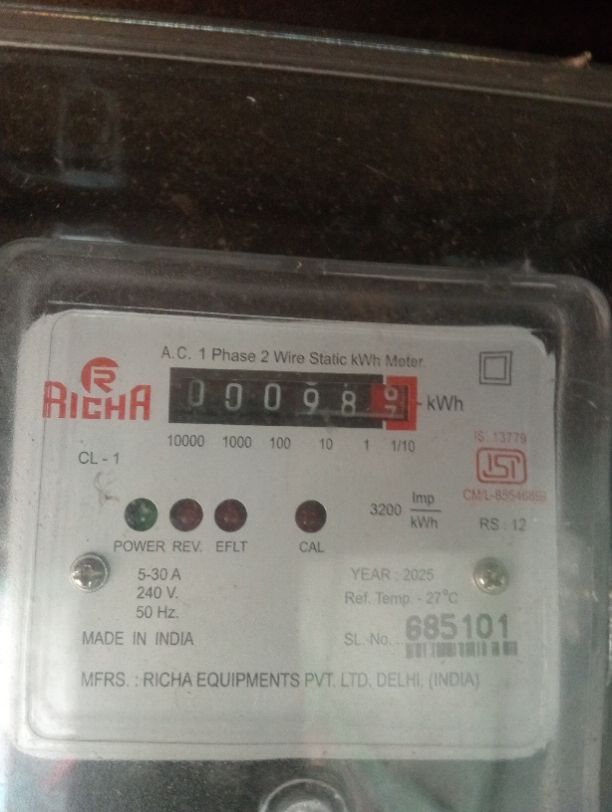 A.C. 1 Phase 2 Wire Static kWh Meter
R
RICHA
0 0 0 9 8 6 7 kWh
10000 1000 100 10 1 1/10
CL - 1
IS. 13779
ISI
3200 Imp
kWh
RS : 12
POWER REV. EFLT CAL
5-30 A
240 V.
50 Hz.
YEAR : 2025
Ref. Temp. - 27°C
MADE IN INDIA
SL. No. 685101
MFRS. : RICHA EQUIPMENTS PVT. LTD. DELHI, (INDIA)